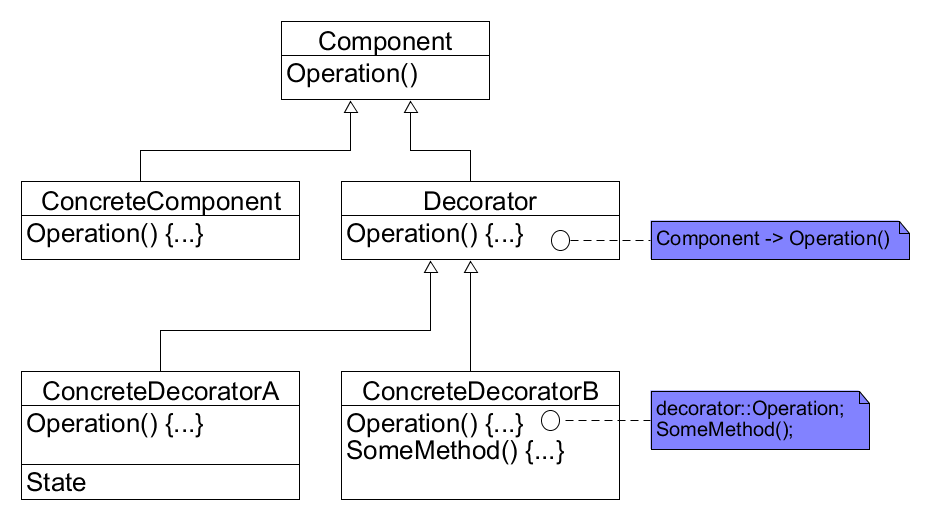 Component
Operation()
ConcreteComponent
Operation() {...}
Decorator
Operation() {...}
Component -> Operation()
ConcreteDecoratorA
Operation() {...}
State
ConcreteDecoratorB
Operation() {...}
SomeMethod() {...}
decorator::Operation;
SomeMethod();